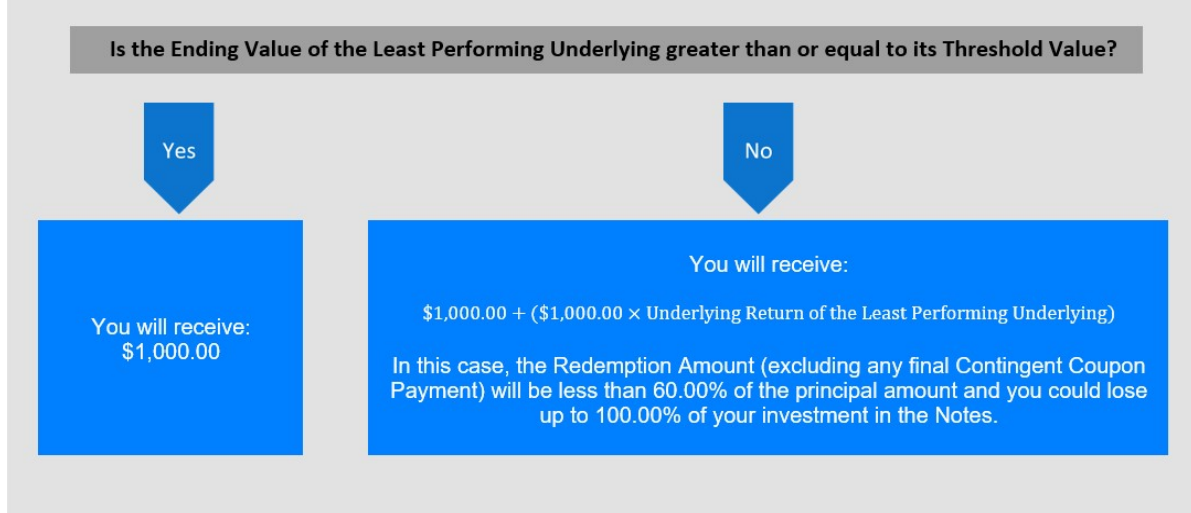 Is the Ending Value of the Least Performing Underlying greater than or equal to its Threshold Value?
Yes
No
You will receive:
$1,000.00
You will receive:
$1,000.00 + ($1,000.00 × Underlying Return of the Least Performing Underlying)
In this case, the Redemption Amount (excluding any final Contingent Coupon
Payment) will be less than 60.00% of the principal amount and you could lose
up to 100.00% of your investment in the Notes.